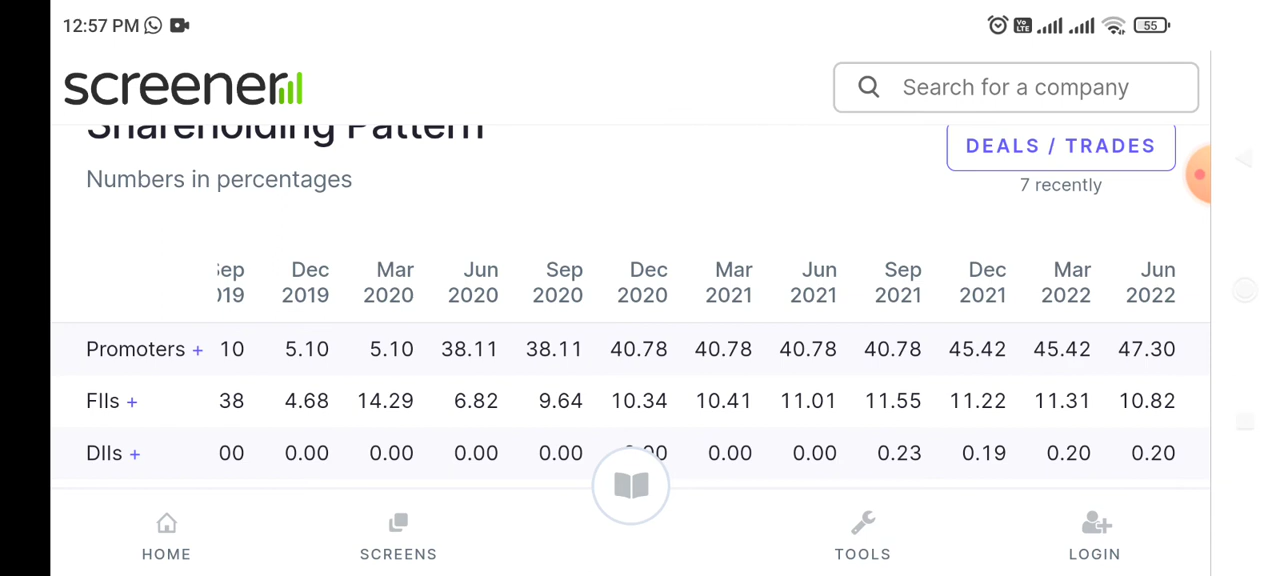 12:57 PM 55
screener Search for a company
Shareholding Pattern DEALS / TRADES
Numbers in percentages 7 recently
Dec Mar Jun Sep Dec Mar Jun Sep Dec Mar Jun
2019 2020 2020 2020 2020 2021 2021 2021 2021 2022 2022
Promoters + 10 5.10 5.10 38.11 38.11 40.78 40.78 40.78 40.78 45.42 45.42 47.30
FIIs + 38 4.68 14.29 6.82 9.64 10.34 10.41 11.01 11.55 11.22 11.31 10.82
DIIs + 00 0.00 0.00 0.00 0.00 0.00 0.00 0.23 0.19 0.20 0.20
HOME SCREENS TOOLS LOGIN